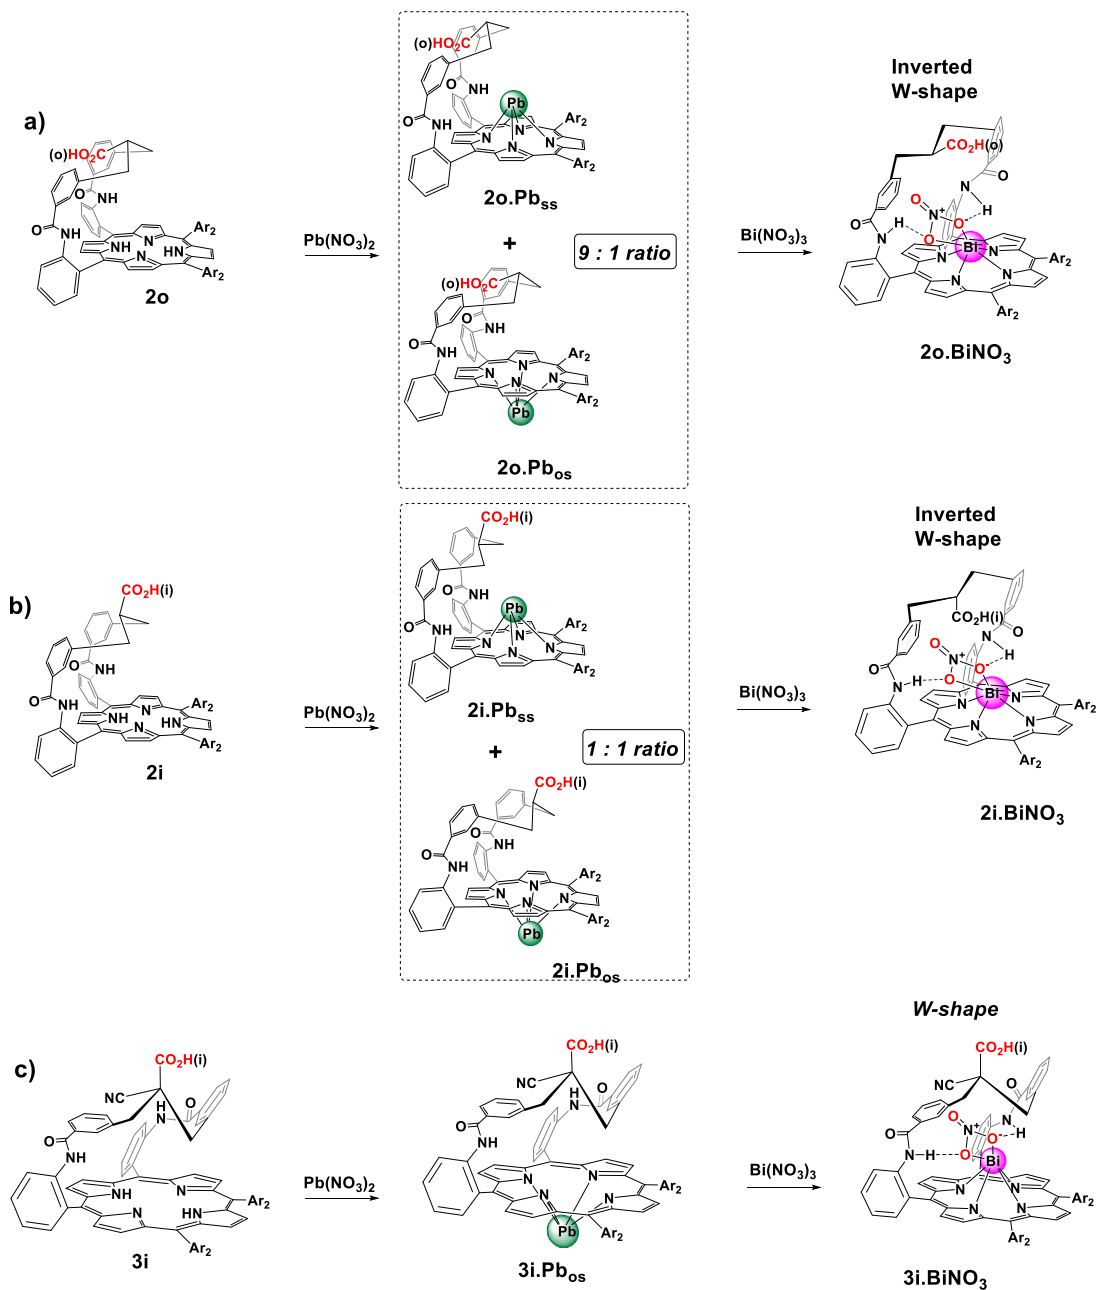 a)
(o)HO2C
O
NH
O
NH
NH
N
N
HN
Ar2
Ar2
2o
Pb(NO3)2
(o)HO2C
O
NH
O
NH
Pb
N
N
N
N
Ar2
Ar2
2o.Pbss
+
9 : 1 ratio
(o)HO2C
O
NH
O
NH
N
N
N
N
Ar2
Ar2
Pb
2o.Pbos
Bi(NO3)3
Inverted
W-shape
CO2H(o)
O
N
H
O
N+
O-
O
H
N
O
Bi
N
N
N
N
Ar2
Ar2
2o.BiNO3
b)
CO2H(i)
O
NH
O
NH
NH
N
N
HN
Ar2
Ar2
2i
Pb(NO3)2
CO2H(i)
O
NH
O
NH
Pb
N
N
N
N
Ar2
Ar2
2i.Pbss
+
1 : 1 ratio
CO2H(i)
O
NH
O
NH
N
N
N
N
Ar2
Ar2
Pb
2i.Pbos
Bi(NO3)3
Inverted
W-shape
CO2H(i)
O
N
H
O
N+
O-
O
H
N
O
Bi
N
N
N
N
Ar2
Ar2
2i.BiNO3
c)
CO2H(i)
NC
H
N
O
O
NH
NH
N
N
HN
Ar2
Ar2
3i
Pb(NO3)2
CO2H(i)
NC
H
N
O
O
NH
N
N
N
N
Ar2
Ar2
Pb
3i.Pbos
Bi(NO3)3
W-shape
CO2H(i)
NC
O
N
H
O
N+
O-
O
N
H
O
Bi
N
N
N
N
Ar2
Ar2
3i.BiNO3